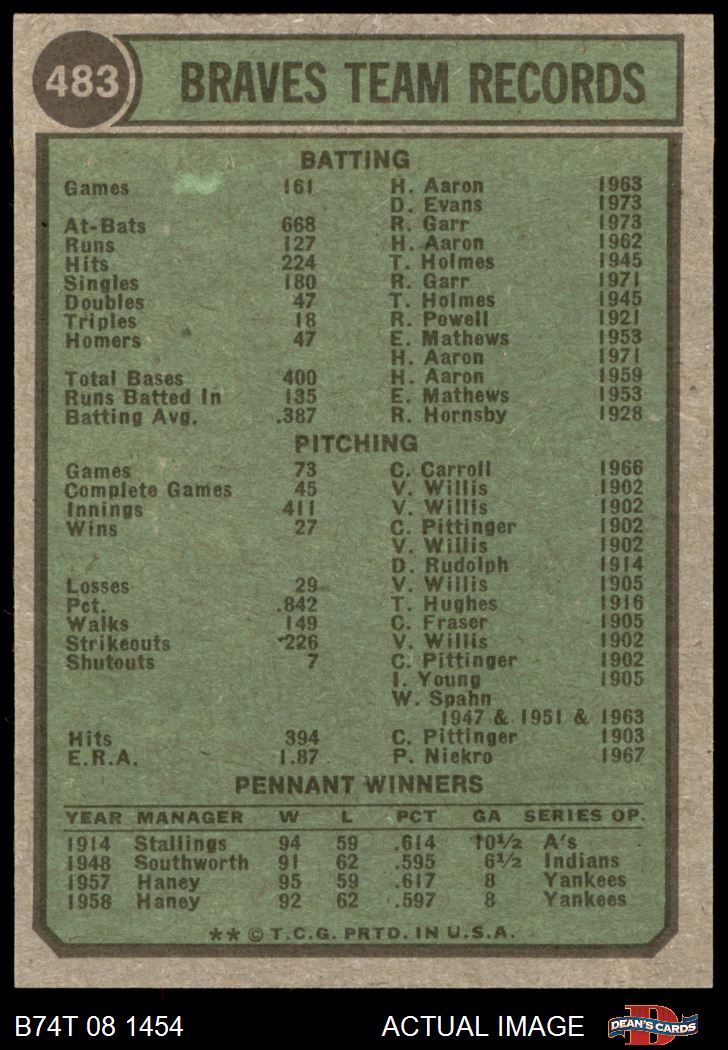 483
BRAVES TEAM RECORDS
BATTING
Games 161 H. Aaron 1963
D. Evans 1973
At-Bats 668 R. Garr 1973
Runs 127 H. Aaron 1962
Hits 224 T. Holmes 1945
Singles 180 R. Garr 1971
Doubles 47 T. Holmes 1945
Triples 18 R. Powell 1921
Homers 47 E. Mathews 1953
H. Aaron 1971
Total Bases 400 H. Aaron 1959
Runs Batted In 135 E. Mathews 1953
Batting Avg. .387 R. Hornsby 1928
PITCHING
Games 73 C. Carroll 1966
Complete Games 45 V. Willis 1902
Innings 411 V. Willis 1902
Wins 27 C. Pittinger 1902
V. Willis 1902
D. Rudolph 1914
Losses 29 V. Willis 1905
Pct. .842 T. Hughes 1916
Walks 149 C. Fraser 1905
Strikeouts 226 V. Willis 1902
Shutouts 7 C. Pittinger 1902
I. Young 1905
W. Spahn
1947 & 1951 & 1963
Hits 394 C. Pittinger 1903
E.R.A. 1.87 P. Niekro 1967
PENNANT WINNERS
YEAR MANAGER W L PCT GA SERIES OP.
1914 Stallings 94 59 .614 10½ A's
1948 Southworth 91 62 .595 6½ Indians
1957 Haney 95 59 .617 8 Yankees
1958 Haney 92 62 .597 8 Yankees
** © T.C.G. PRTD. IN U.S.A.
B74T 08 1454 ACTUAL IMAGE DEAN'S CARDS